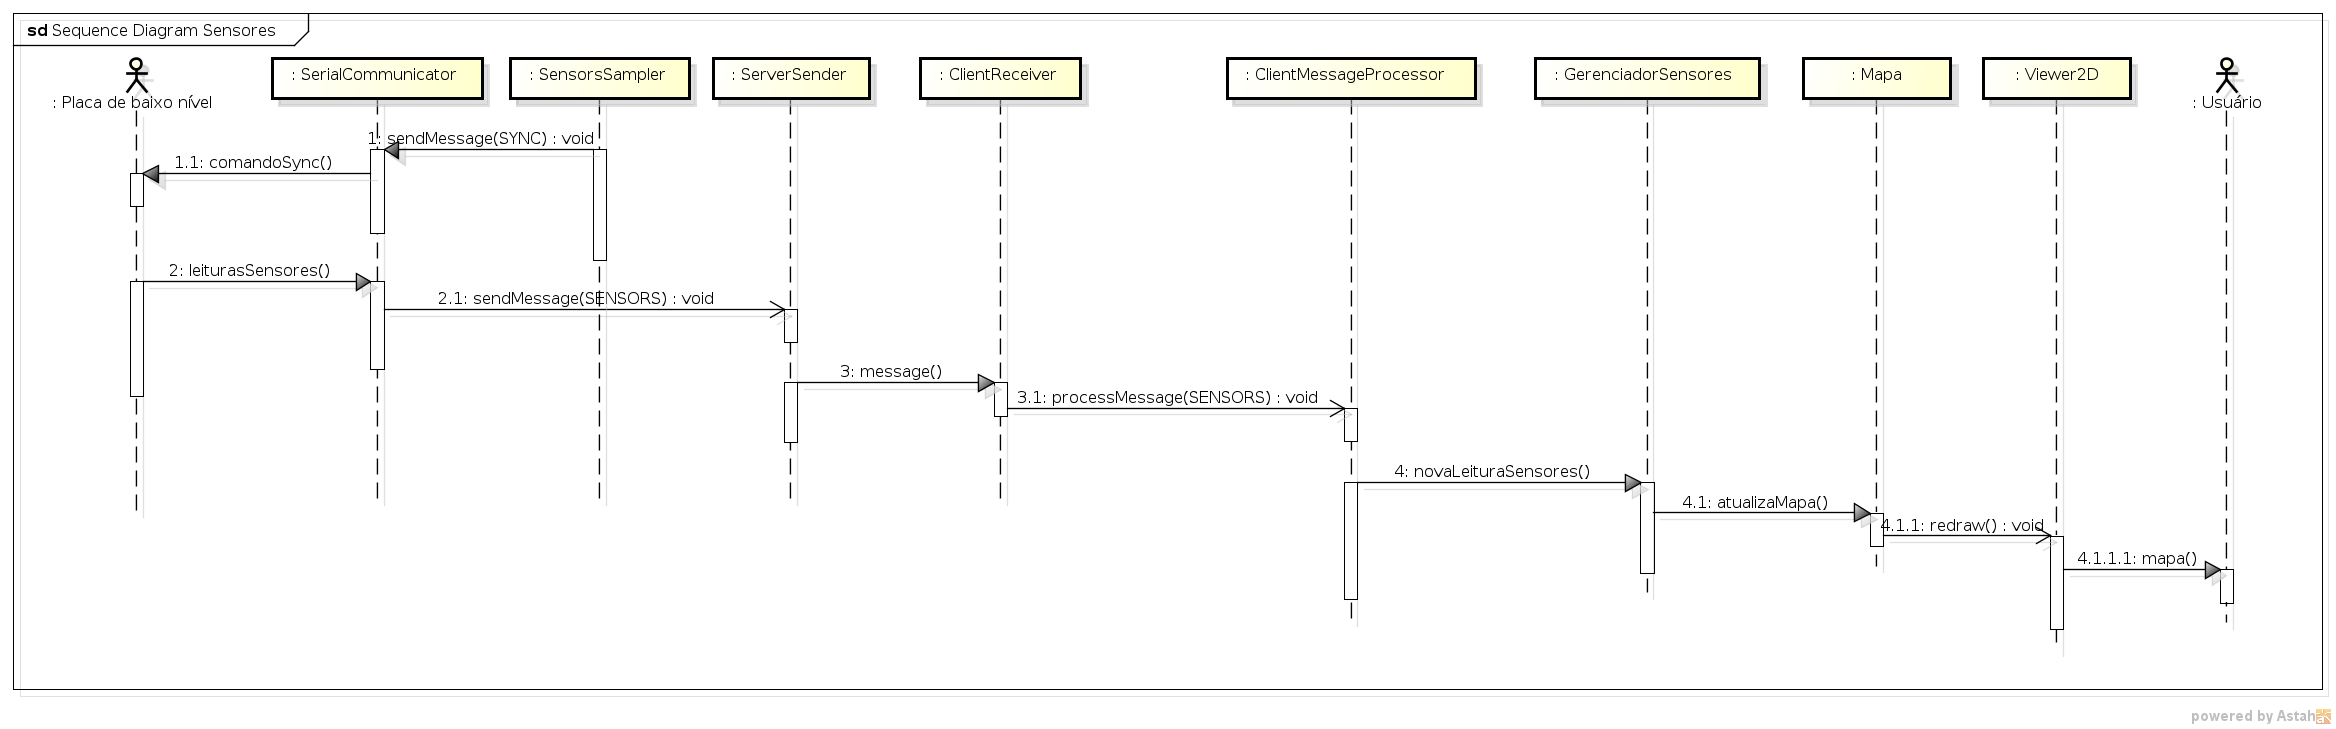 sd Sequence Diagram Sensores
: Placa de baixo nível
: SerialCommunicator
: SensorsSampler
: ServerSender
: ClientReceiver
: ClientMessageProcessor
: GerenciadorSensores
: Mapa
: Viewer2D
: Usuário
1: sendMessage(SYNC) : void
1.1: comandoSync()
2: leiturasSensores()
2.1: sendMessage(SENSORS) : void
3: message()
3.1: processMessage(SENSORS) : void
4: novaLeituraSensores()
4.1: atualizaMapa()
4.1.1: redraw() : void
4.1.1.1: mapa()
powered by Astah